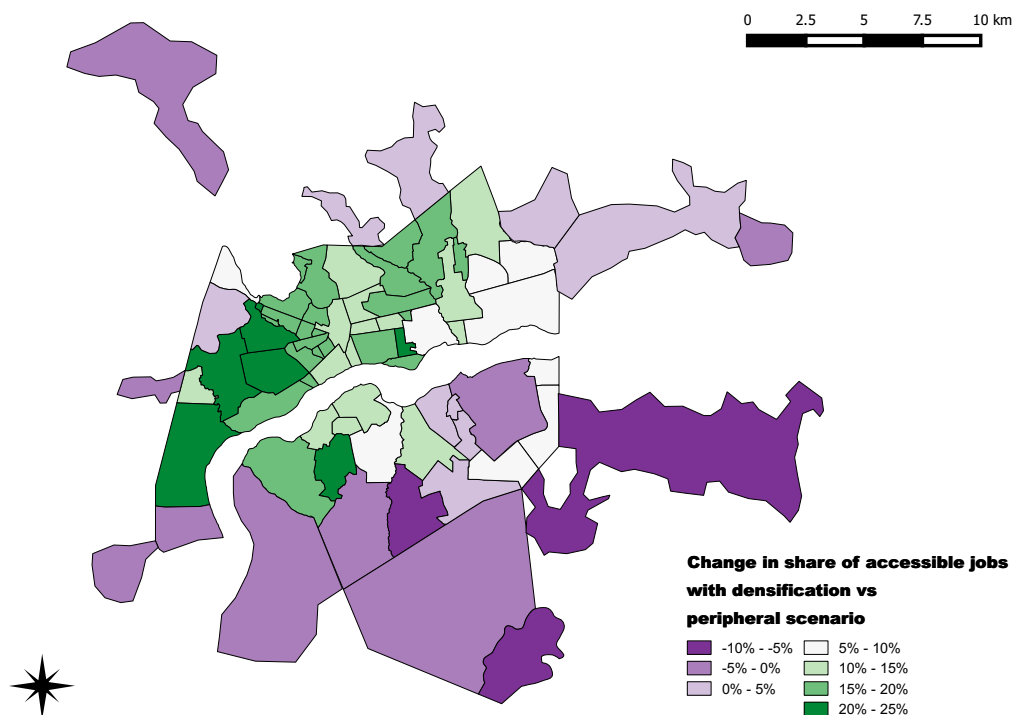 0 2.5 5 7.5 10 km
Change in share of accessible jobs
with densification vs
peripheral scenario
-10% - -5% 5% - 10%
-5% - 0% 10% - 15%
0% - 5% 15% - 20%
20% - 25%